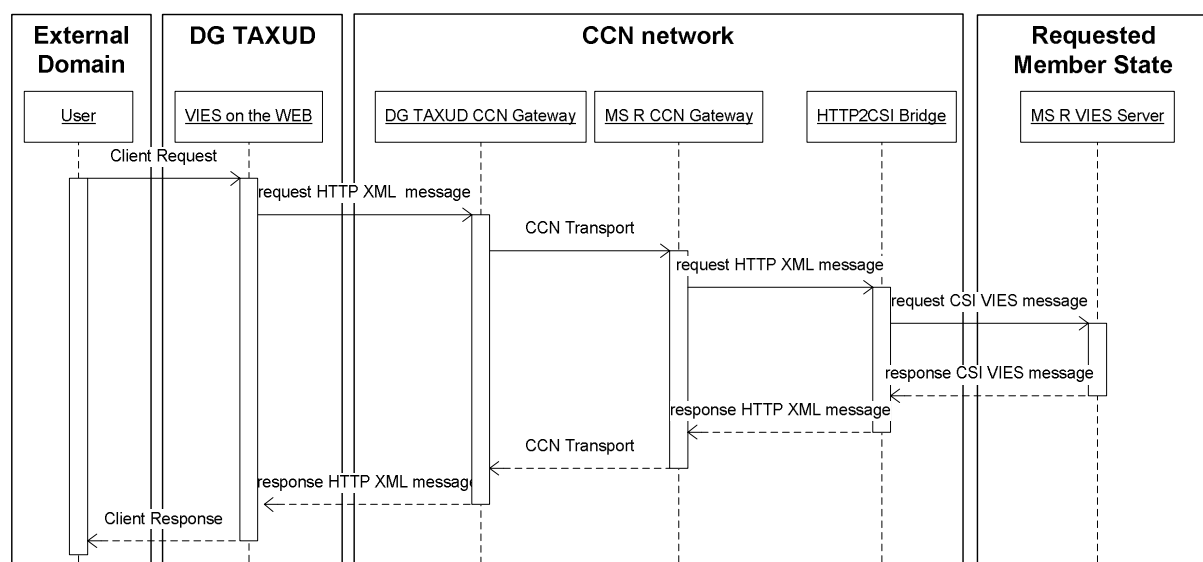 External
Domain
DG TAXUD
CCN network
Requested
Member State
User
VIES on the WEB
DG TAXUD CCN Gateway
MS R CCN Gateway
HTTP2CSI Bridge
MS R VIES Server
Client Request
request HTTP XML message
CCN Transport
request HTTP XML message
request CSI VIES message
response CSI VIES message
response HTTP XML message
CCN Transport
response HTTP XML message
Client Response